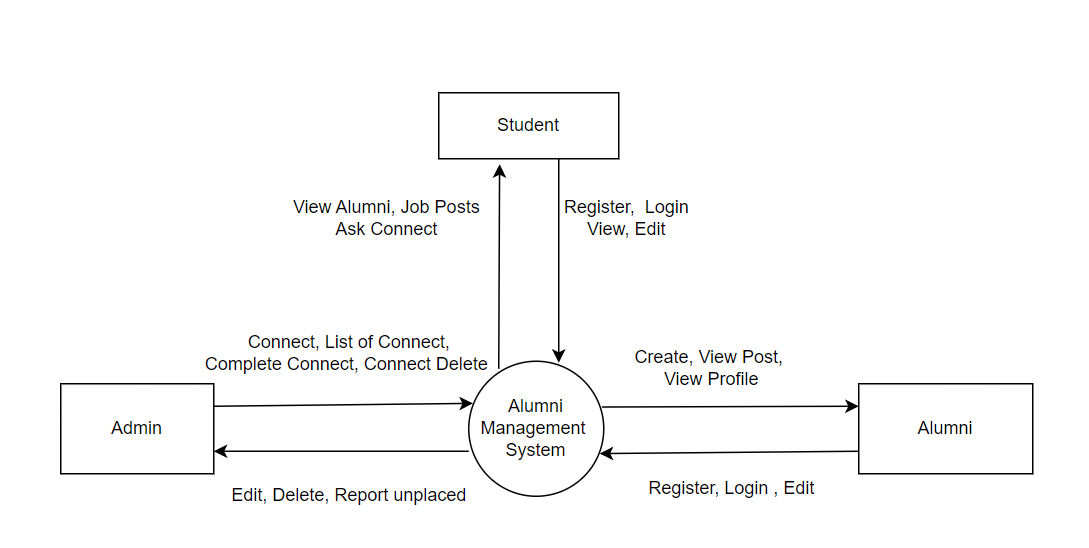 Student
View Alumni, Job Posts
Ask Connect
Register, Login
View, Edit
Connect, List of Connect,
Complete Connect, Connect Delete
Create, View Post,
View Profile
Admin
Alumni
Management
System
Alumni
Edit, Delete, Report unplaced
Register, Login , Edit